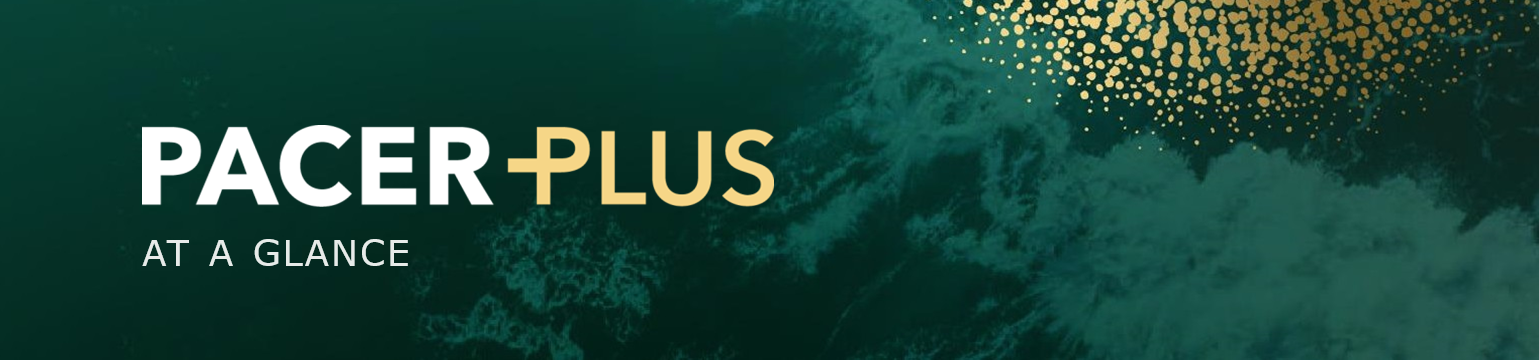 PACER PLUS
AT A GLANCE